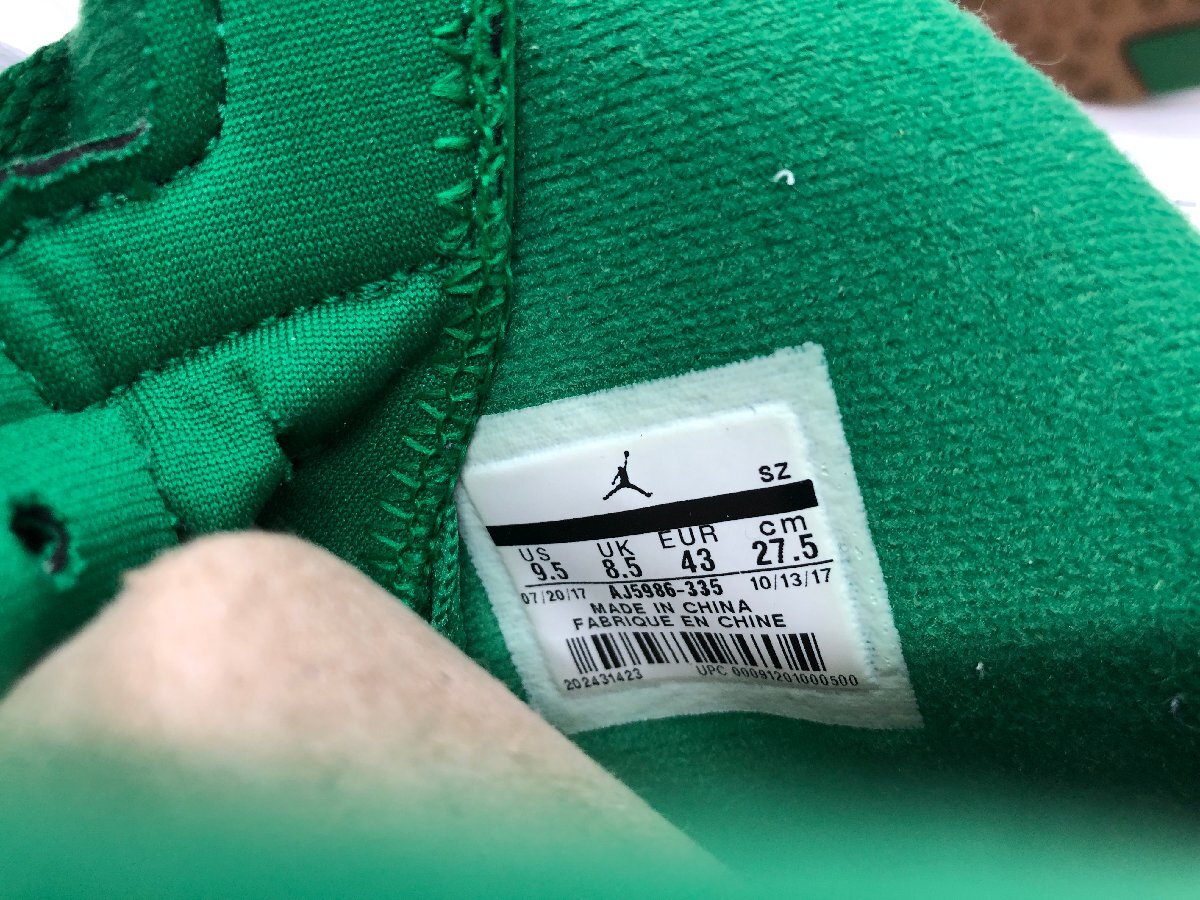 SZ
US UK EUR cm
9.5 8.5 43 27.5
07/20/17 AJ5986-335 10/13/17
MADE IN CHINA
FABRIQUE EN CHINE
202431423 UPC 00091201000500